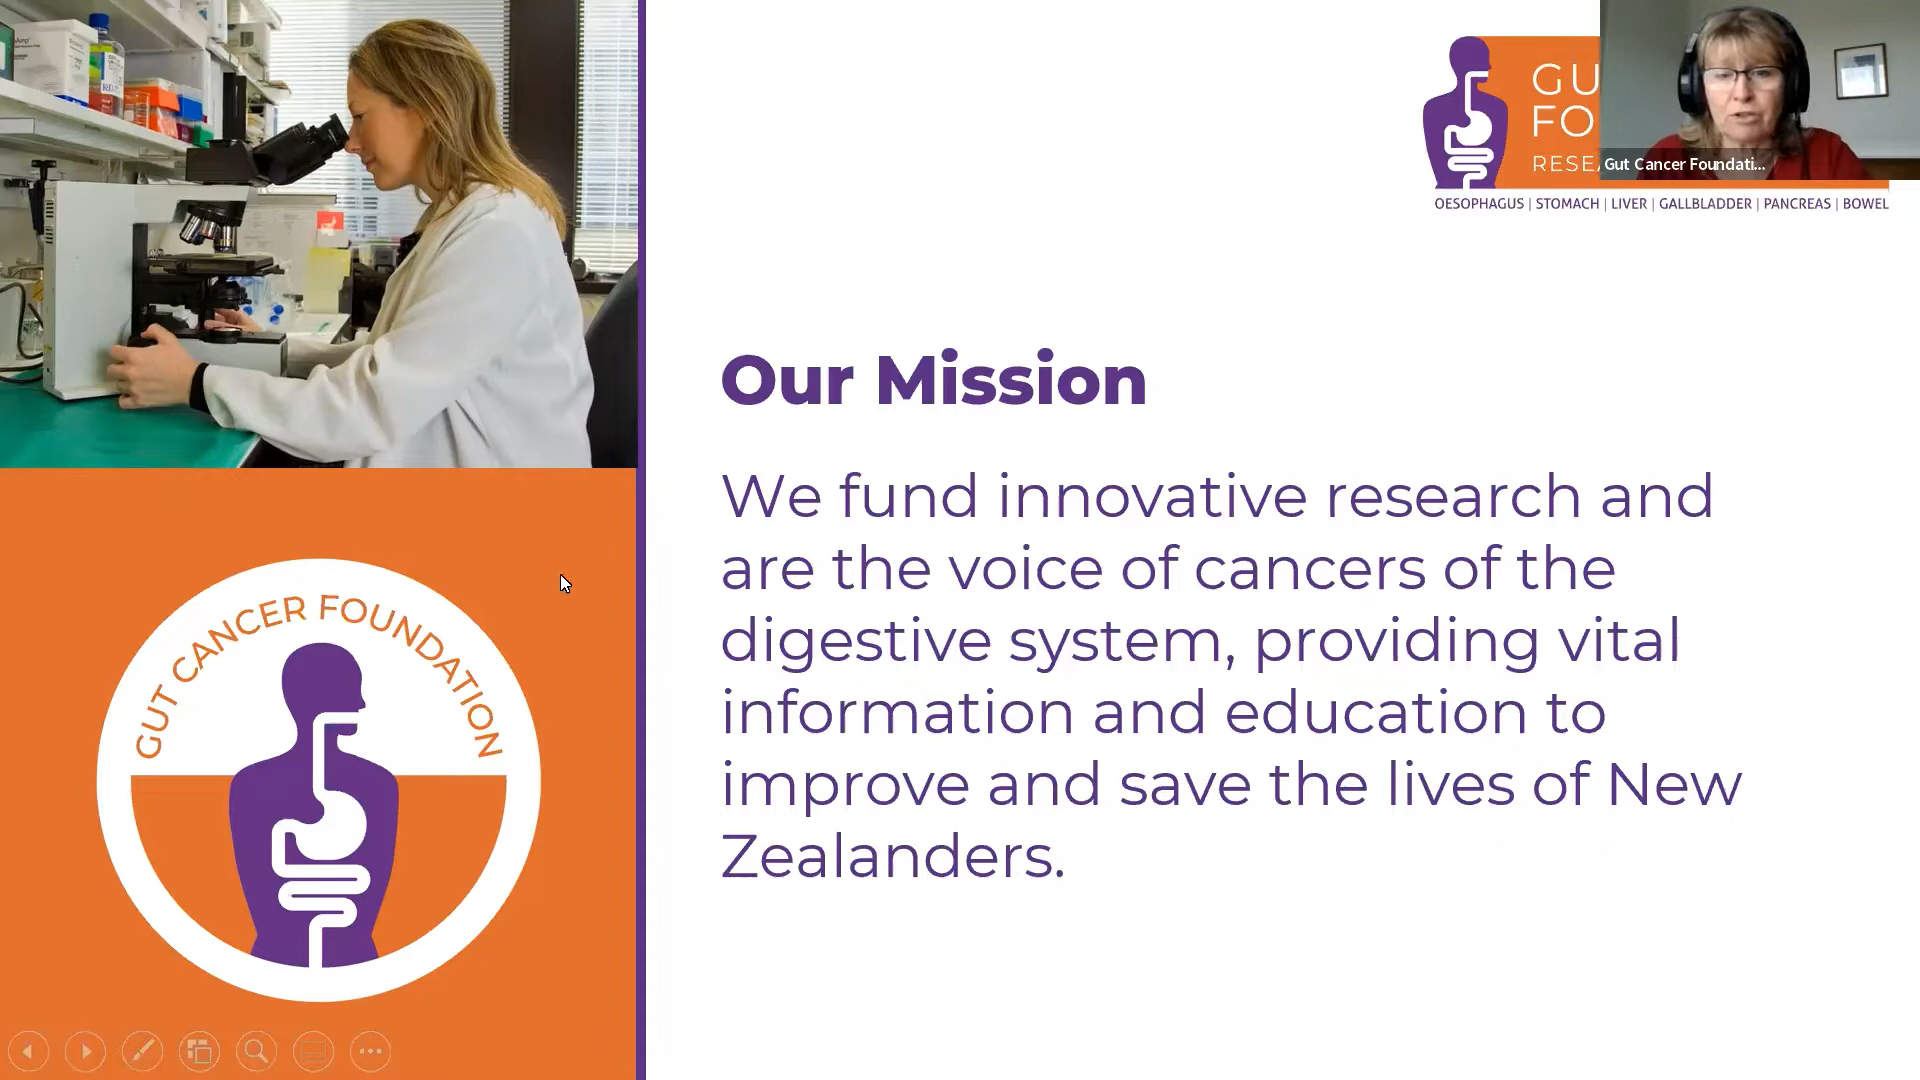 GU
FO
RESEA
Gut Cancer Foundati...
OESOPHAGUS | STOMACH | LIVER | GALLBLADDER | PANCREAS | BOWEL
Our Mission
We fund innovative research and
are the voice of cancers of the
digestive system, providing vital
information and education to
improve and save the lives of New
Zealanders.
GUT CANCER FOUNDATION